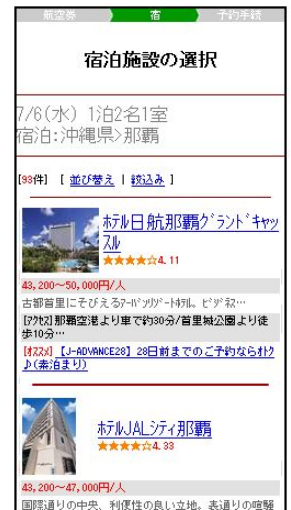 航空券 宿 予約手続
宿泊施設の選択
7/6(水) 1泊2名1室
宿泊:沖縄県>那覇
[93件] [ 並び替え | 絞込み ]
ホテル日航那覇グランドキャッ
スル
★★★★☆4.11
43,200～50,000円/人
古都首里にそびえるアーバンリゾートホテル。ビジネス…
[アクセス]那覇空港より車で約30分/首里城公園より徒
歩10分…
[オススメ] 【J-ADVANCE28】28日前までのご予約ならオトク
♪(素泊まり)
ホテルJALシティ那覇
★★★★☆4.33
43,200～47,000円/人
国際通りの中央、利便性の良い立地。表通りの喧騒